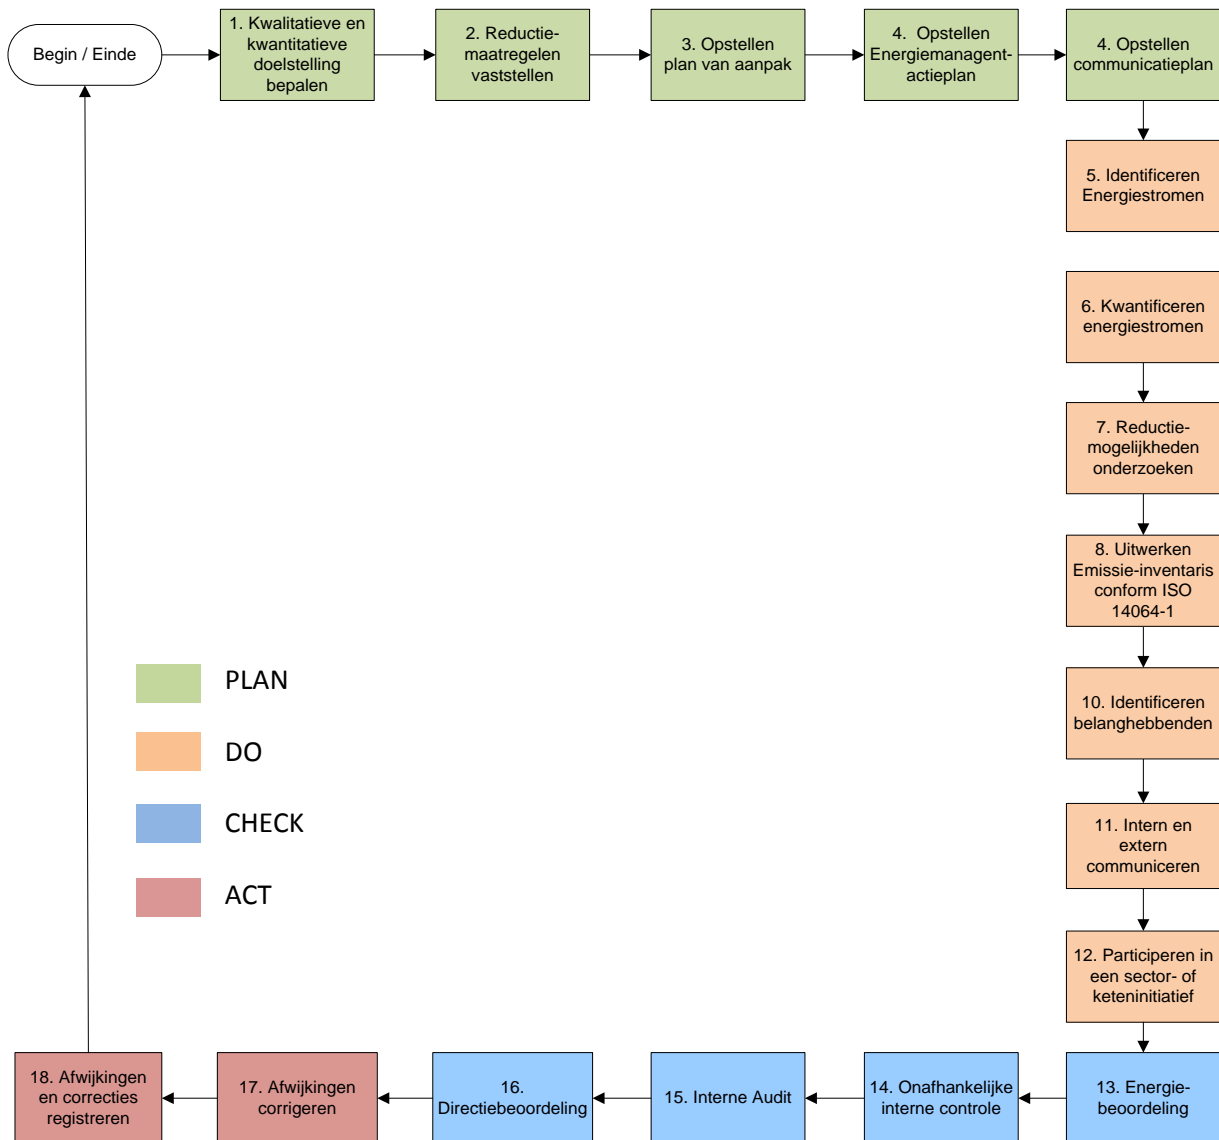 Begin / Einde
1. Kwalitatieve en
kwantitatieve
doelstelling
bepalen
2. Reductie-
maatregelen
vaststellen
3. Opstellen
plan van aanpak
4. Opstellen
Energiemanagent-
actieplan
4. Opstellen
communicatieplan
5. Identificeren
Energiestromen
6. Kwantificeren
energiestromen
7. Reductie-
mogelijkheden
onderzoeken
8. Uitwerken
Emissie-inventaris
conform ISO
14064-1
10. Identificeren
belanghebbenden
11. Intern en
extern
communiceren
12. Participeren in
een sector- of
keteninitiatief
13. Energie-
beoordeling
14. Onafhankelijke
interne controle
15. Interne Audit
16.
Directiebeoordeling
17. Afwijkingen
corrigeren
18. Afwijkingen
en correcties
registreren
PLAN
DO
CHECK
ACT